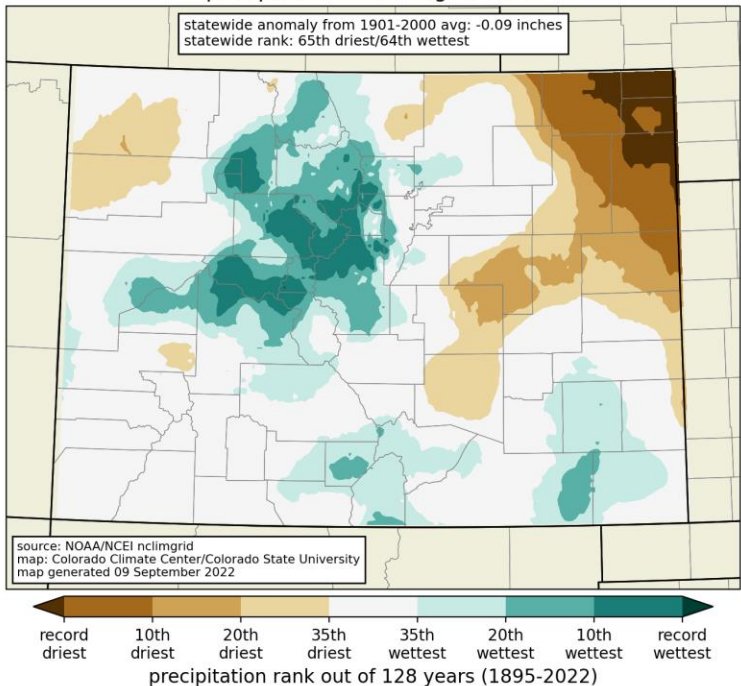 statewide anomaly from 1901-2000 avg: -0.09 inches
statewide rank: 65th driest/64th wettest
source: NOAA/NCEI nclimgrid
map: Colorado Climate Center/Colorado State University
map generated 09 September 2022
record driest
10th driest
20th driest
35th driest
35th wettest
20th wettest
10th wettest
record wettest
precipitation rank out of 128 years (1895-2022)